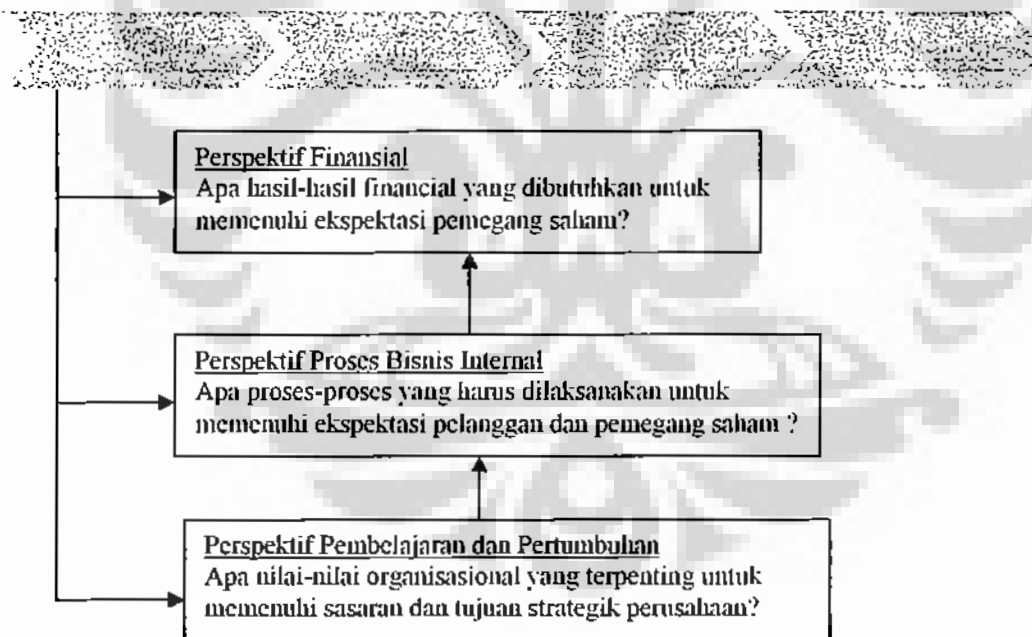 Perspektif Finansial
Apa hasil-hasil financial yang dibutuhkan untuk
memenuhi ekspektasi pemegang saham?
Perspektif Proses Bisnis Internal
Apa proses-proses yang harus dilaksanakan untuk
memenuhi ekspektasi pelanggan dan pemegang saham ?
Perspektif Pembelajaran dan Pertumbuhan
Apa nilai-nilai organisasional yang terpenting untuk
memenuhi sasaran dan tujuan strategik perusahaan?